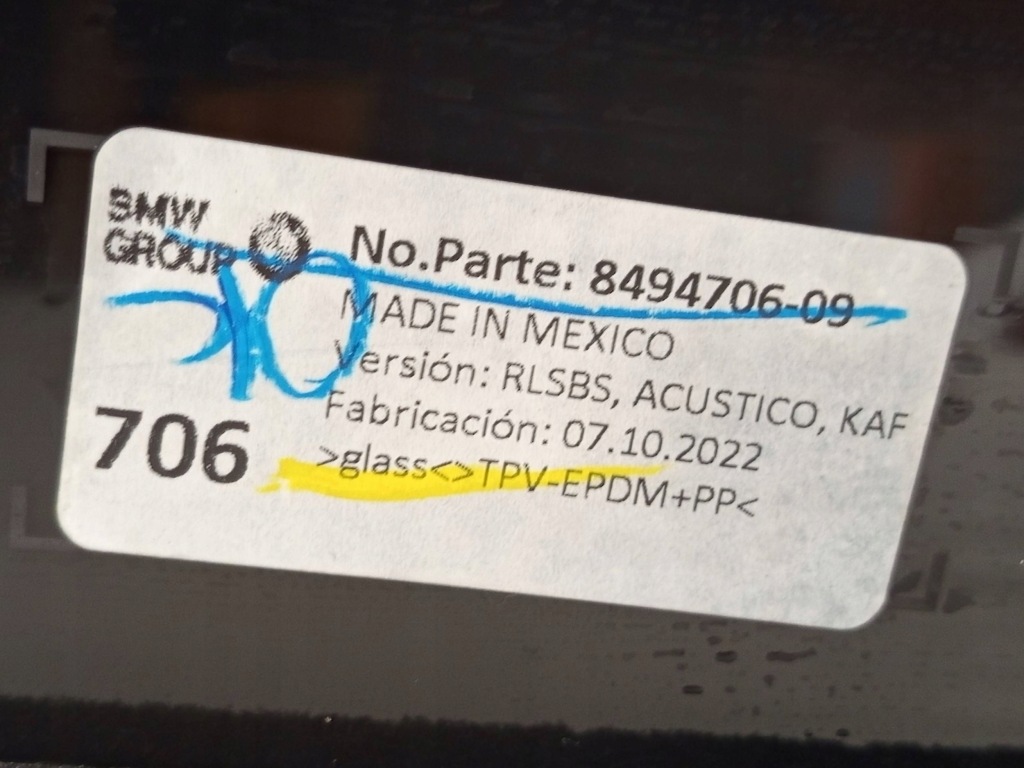 BMW
GROUP
No.Parte: 8494706-09
MADE IN MEXICO
Versión: RLSBS, ACUSTICO, KAF
Fabricación: 07.10.2022
706
>glass<>TPV-EPDM+PP<